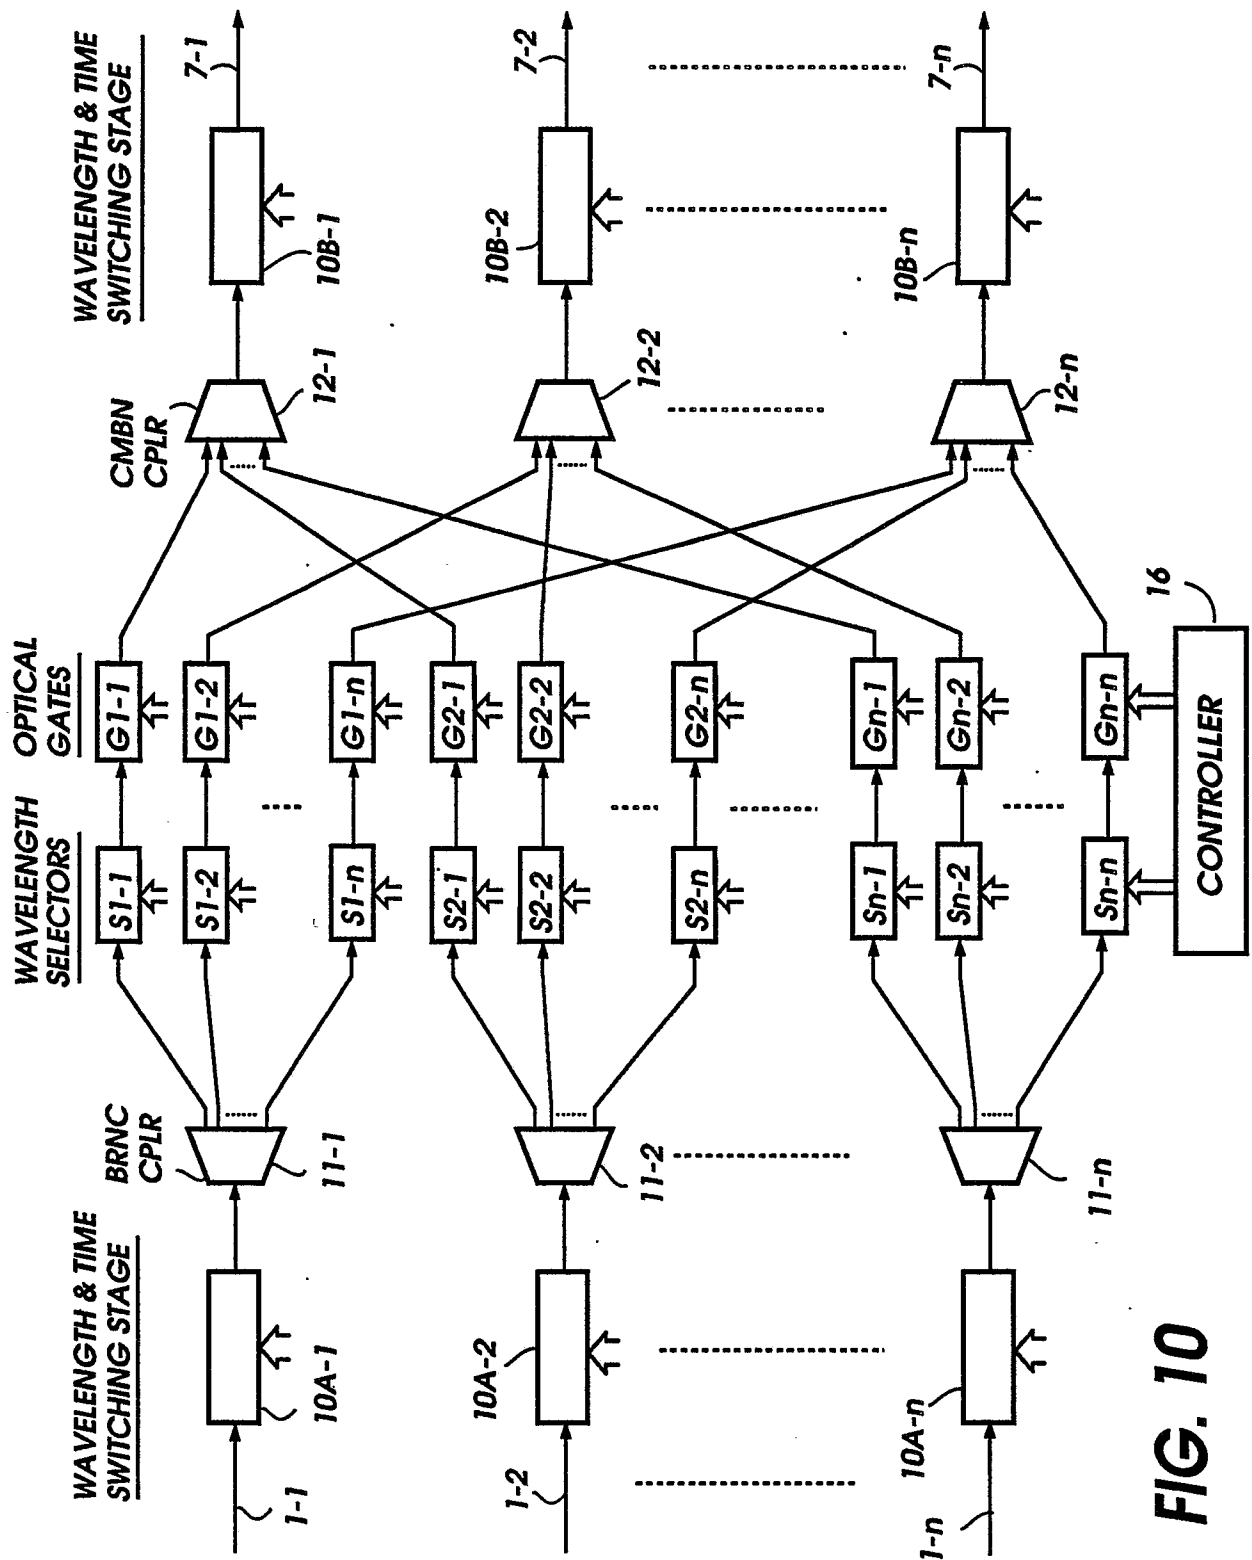 WAVELENGTH & TIME
SWITCHING STAGE
1-1
10A-1
1-2
10A-2
1-n
10A-n
BRNC
CPLR
11-1
11-2
11-n
WAVELENGTH
SELECTORS
S1-1
S1-2
S1-n
S2-1
S2-2
S2-n
Sn-1
Sn-2
Sn-n
OPTICAL
GATES
G1-1
G1-2
G1-n
G2-1
G2-2
G2-n
Gn-1
Gn-2
Gn-n
CONTROLLER
16
CMBN
CPLR
12-1
12-2
12-n
WAVELENGTH & TIME
SWITCHING STAGE
10B-1
7-1
10B-2
7-2
10B-n
7-n
FIG. 10